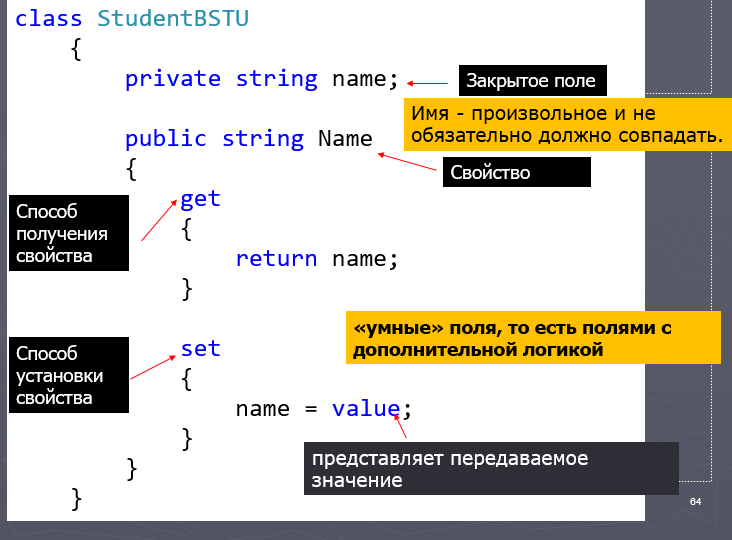 class StudentBSTU
{
private string name;
Закрытое поле
Имя - произвольное и не
обязательно должно совпадать.
public string Name
{
Свойство
get
Способ
получения
свойства
{
return name;
}
«умные» поля, то есть полями с
дополнительной логикой
set
Способ
установки
свойства
{
name = value;
}
представляет передаваемое
значение
}
}
64